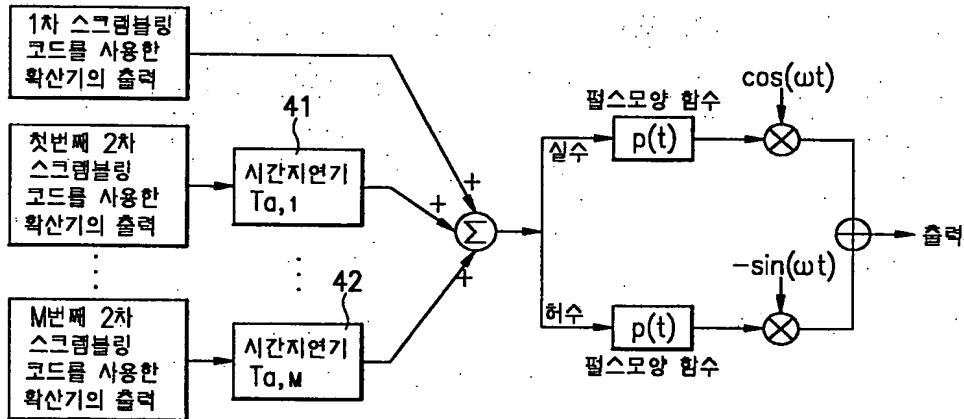 1차 스크램블링
코드를 사용한
확산기의 출력
첫번째 2차
스크램블링
코드를 사용한
확산기의 출력
41
시간지연기
Ta,1
M번째 2차
스크램블링
코드를 사용한
확산기의 출력
42
시간지연기
Ta,M
+
+
+
Σ
실수
허수
펄스모양 함수
p(t)
cos(ωt)
p(t)
펄스모양 함수
-sin(ωt)
출력